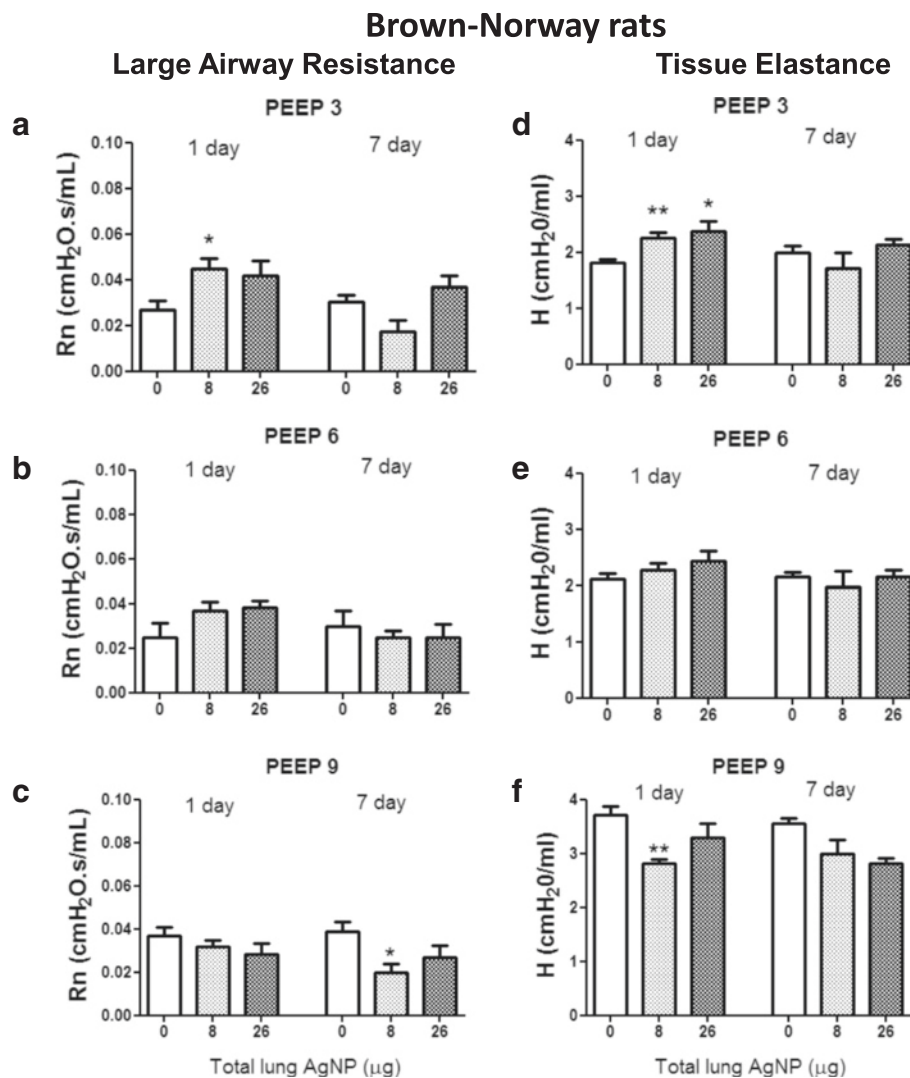 Brown-Norway rats
Large Airway Resistance
Tissue Elastance
a
PEEP 3
Rn (cmH₂O.s/mL)
1 day
7 day
0.10
0.08
0.06
0.04
0.02
0.00
*
0 8 26 0 8 26
d
PEEP 3
H (cmH₂0/ml)
1 day
7 day
4
3
2
1
0
** *
0 8 26 0 8 26
b
PEEP 6
Rn (cmH₂O.s/mL)
1 day
7 day
0.10
0.08
0.06
0.04
0.02
0.00
0 8 26 0 8 26
e
PEEP 6
H (cmH₂0/ml)
1 day
7 day
4
3
2
1
0
0 8 26 0 8 26
c
PEEP 9
Rn (cmH₂O.s/mL)
1 day
7 day
0.10
0.08
0.06
0.04
0.02
0.00
*
0 8 26 0 8 26
Total lung AgNP (µg)
f
PEEP 9
H (cmH₂0/ml)
1 day
7 day
4
3
2
1
0
**
0 8 26 0 8 26
Total lung AgNP (µg)